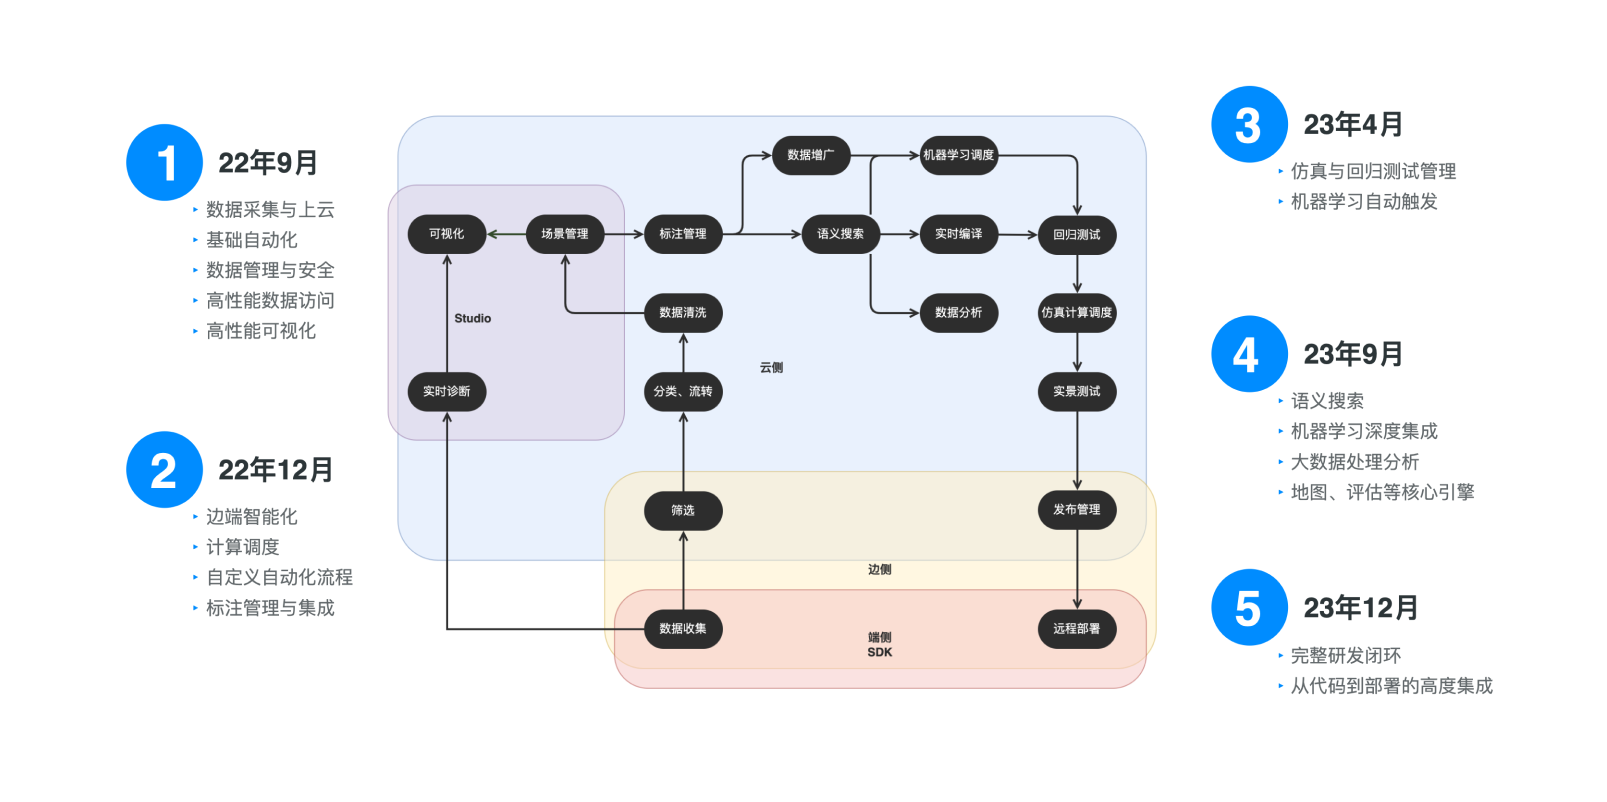 1
22年9月
数据采集与上云
基础自动化
数据管理与安全
高性能数据访问
高性能可视化
2
22年12月
边端智能化
计算调度
自定义自动化流程
标注管理与集成
数据增广
机器学习调度
可视化
场景管理
标注管理
语义搜索
实时编译
回归测试
Studio
数据清洗
数据分析
仿真计算调度
云侧
实时诊断
分类、流转
实景测试
筛选
发布管理
边侧
数据收集
端侧
SDK
远程部署
3
23年4月
仿真与回归测试管理
机器学习自动触发
4
23年9月
语义搜索
机器学习深度集成
大数据处理分析
地图、评估等核心引擎
5
23年12月
完整研发闭环
从代码到部署的高度集成